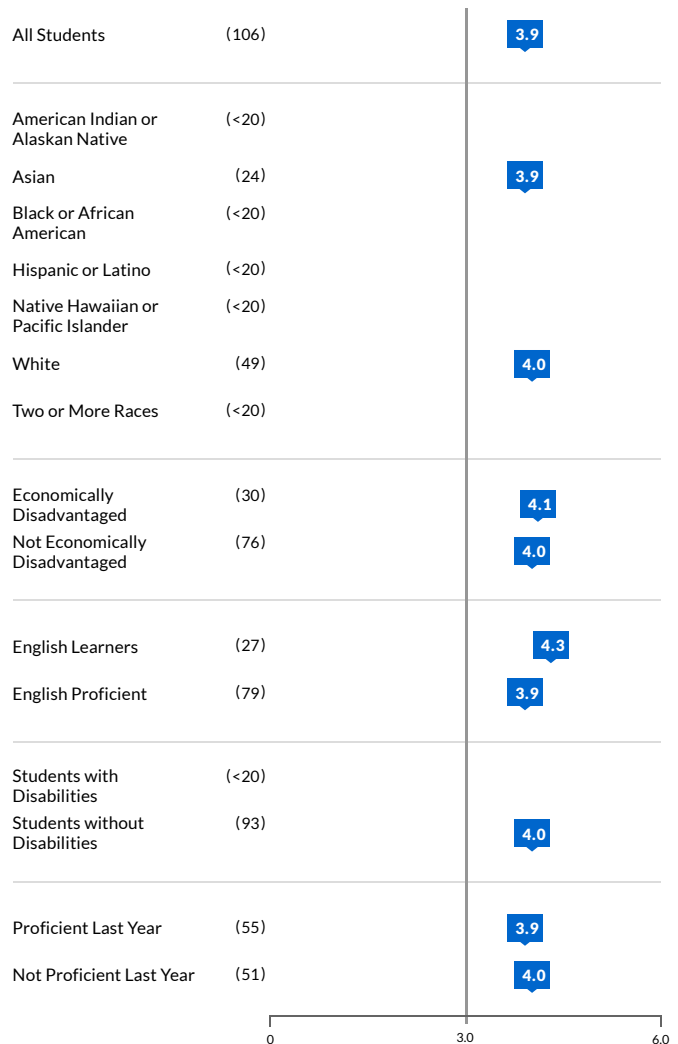 All Students (106) 3.9
American Indian or (<20)
Alaskan Native
Asian (24) 3.9
Black or African (<20)
American
Hispanic or Latino (<20)
Native Hawaiian or (<20)
Pacific Islander
White (49) 4.0
Two or More Races (<20)
Economically (30) 4.1
Disadvantaged
Not Economically (76) 4.0
Disadvantaged
English Learners (27) 4.3
English Proficient (79) 3.9
Students with (<20)
Disabilities
Students without (93) 4.0
Disabilities
Proficient Last Year (55) 3.9
Not Proficient Last Year (51) 4.0
0 3.0 6.0